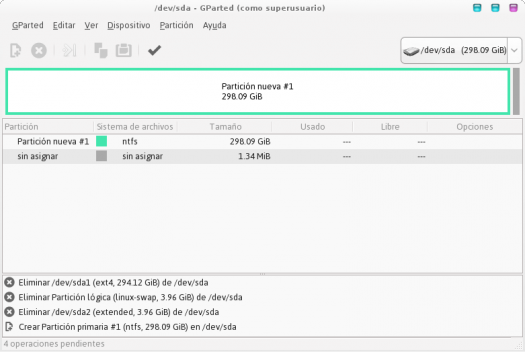 /dev/sda - GParted (como superusuario)
GParted Editar Ver Dispositivo Partición Ayuda
/dev/sda (298.09 GiB)
Partición nueva #1
298.09 GiB
Partición Sistema de archivos Tamaño Usado Libre Opciones
Partición nueva #1 ntfs 298.09 GiB --- ---
sin asignar sin asignar 1.34 MiB --- ---
Eliminar /dev/sda1 (ext4, 294.12 GiB) de /dev/sda
Eliminar Partición lógica (linux-swap, 3.96 GiB) de /dev/sda
Eliminar /dev/sda2 (extended, 3.96 GiB) de /dev/sda
Crear Partición primaria #1 (ntfs, 298.09 GiB) en /dev/sda
4 operaciones pendientes